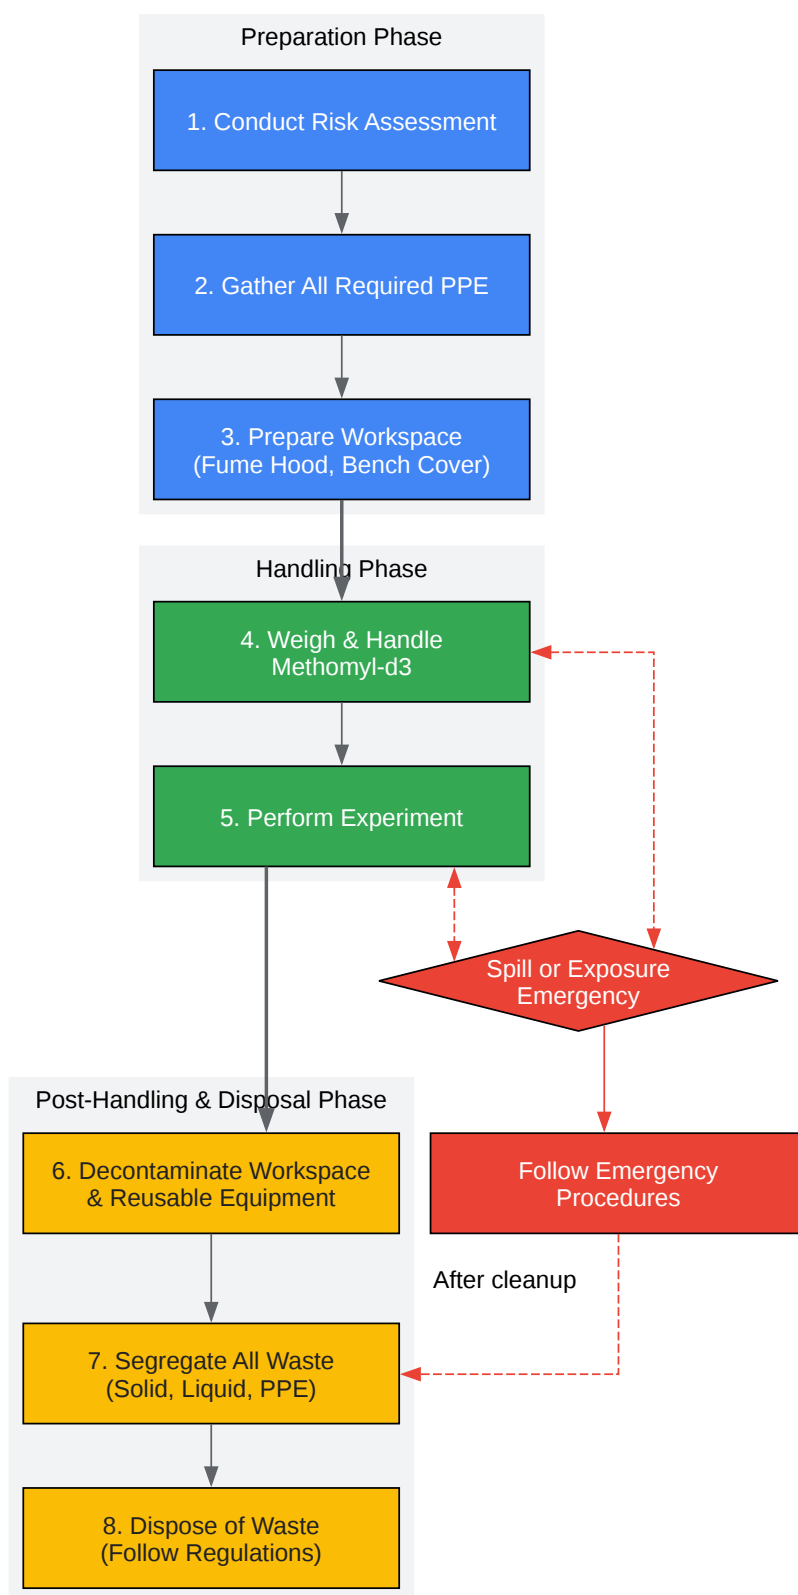 Preparation Phase
1. Conduct Risk Assessment
2. Gather All Required PPE
3. Prepare Workspace
(Fume Hood, Bench Cover)
Handling Phase
4. Weigh & Handle
Methomyl-d3
5. Perform Experiment
Spill or Exposure
Emergency
Post-Handling & Disposal Phase
6. Decontaminate Workspace
& Reusable Equipment
Follow Emergency
Procedures
After cleanup
7. Segregate All Waste
(Solid, Liquid, PPE)
8. Dispose of Waste
(Follow Regulations)